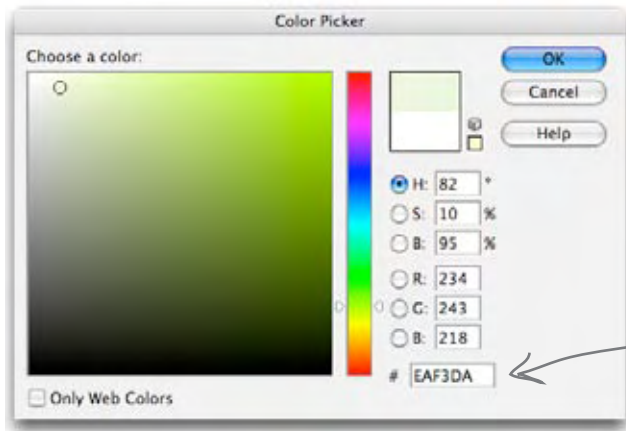 Color Picker
Choose a color:
OK
Cancel
Help
H: 82 °
S: 10 %
B: 95 %
R: 234
G: 243
B: 218
# EAF3DA
Only Web Colors